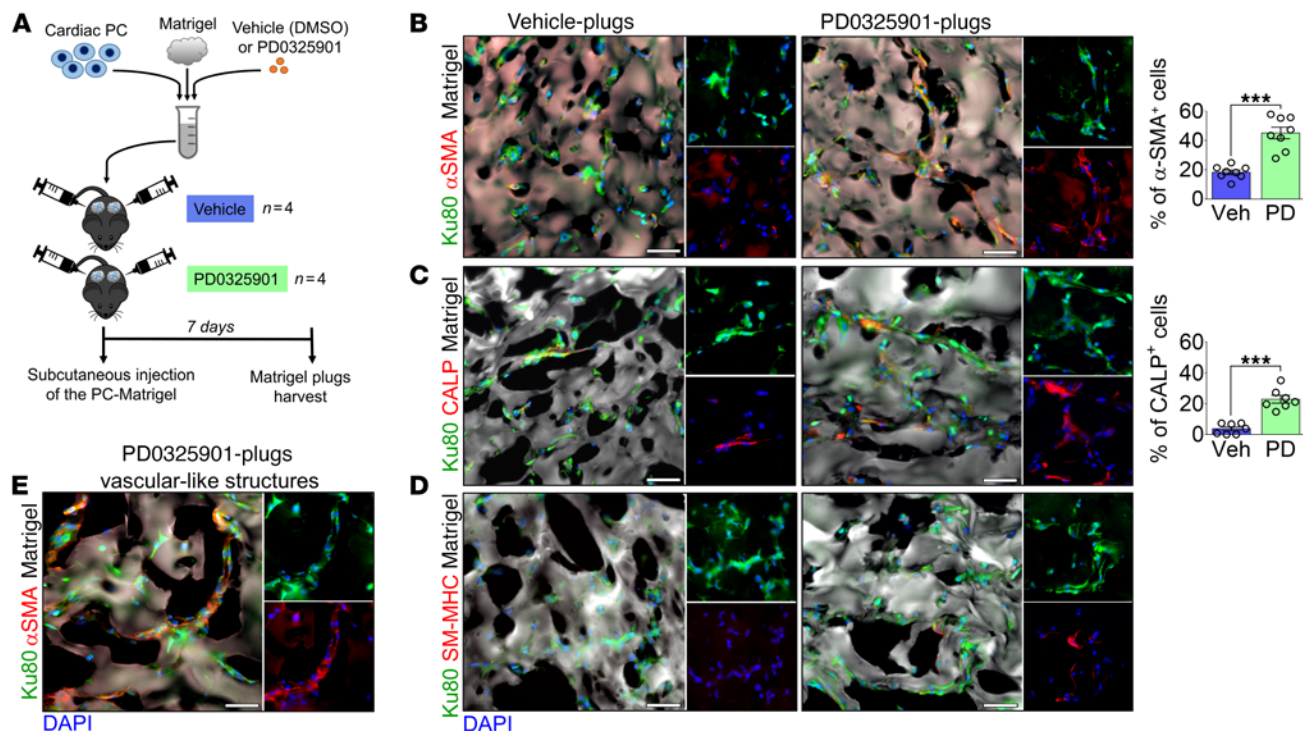 A
Cardiac PC
Matrigel
Vehicle (DMSO)
or PD0325901
Vehicle
n=4
PD0325901
n=4
7 days
Subcutaneous injection
of the PC-Matrigel
Matrigel plugs
harvest
B
Vehicle-plugs
PD0325901-plugs
Ku80 αSMA Matrigel
% of α-SMA+ cells
60
40
20
0
***
Veh
PD
C
Ku80 CALP Matrigel
% of CALP+ cells
60
40
20
0
***
Veh
PD
D
Ku80 SM-MHC Matrigel
DAPI
PD0325901-plugs
vascular-like structures
E
Ku80 αSMA Matrigel
DAPI